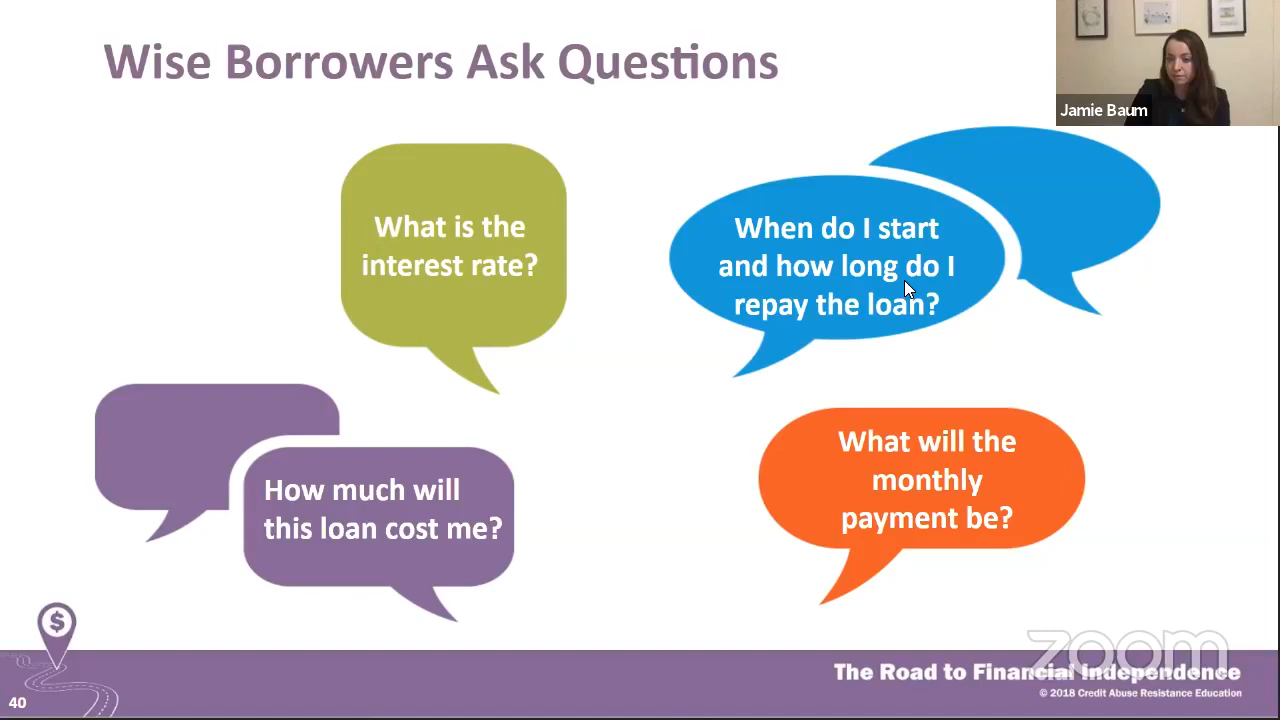 Wise Borrowers Ask Questions
Jamie Baum
What is the
interest rate?
When do I start
and how long do I
repay the loan?
How much will
this loan cost me?
What will the
monthly
payment be?
$
zoom
The Road to Financial Independence
© 2018 Credit Abuse Resistance Education
40